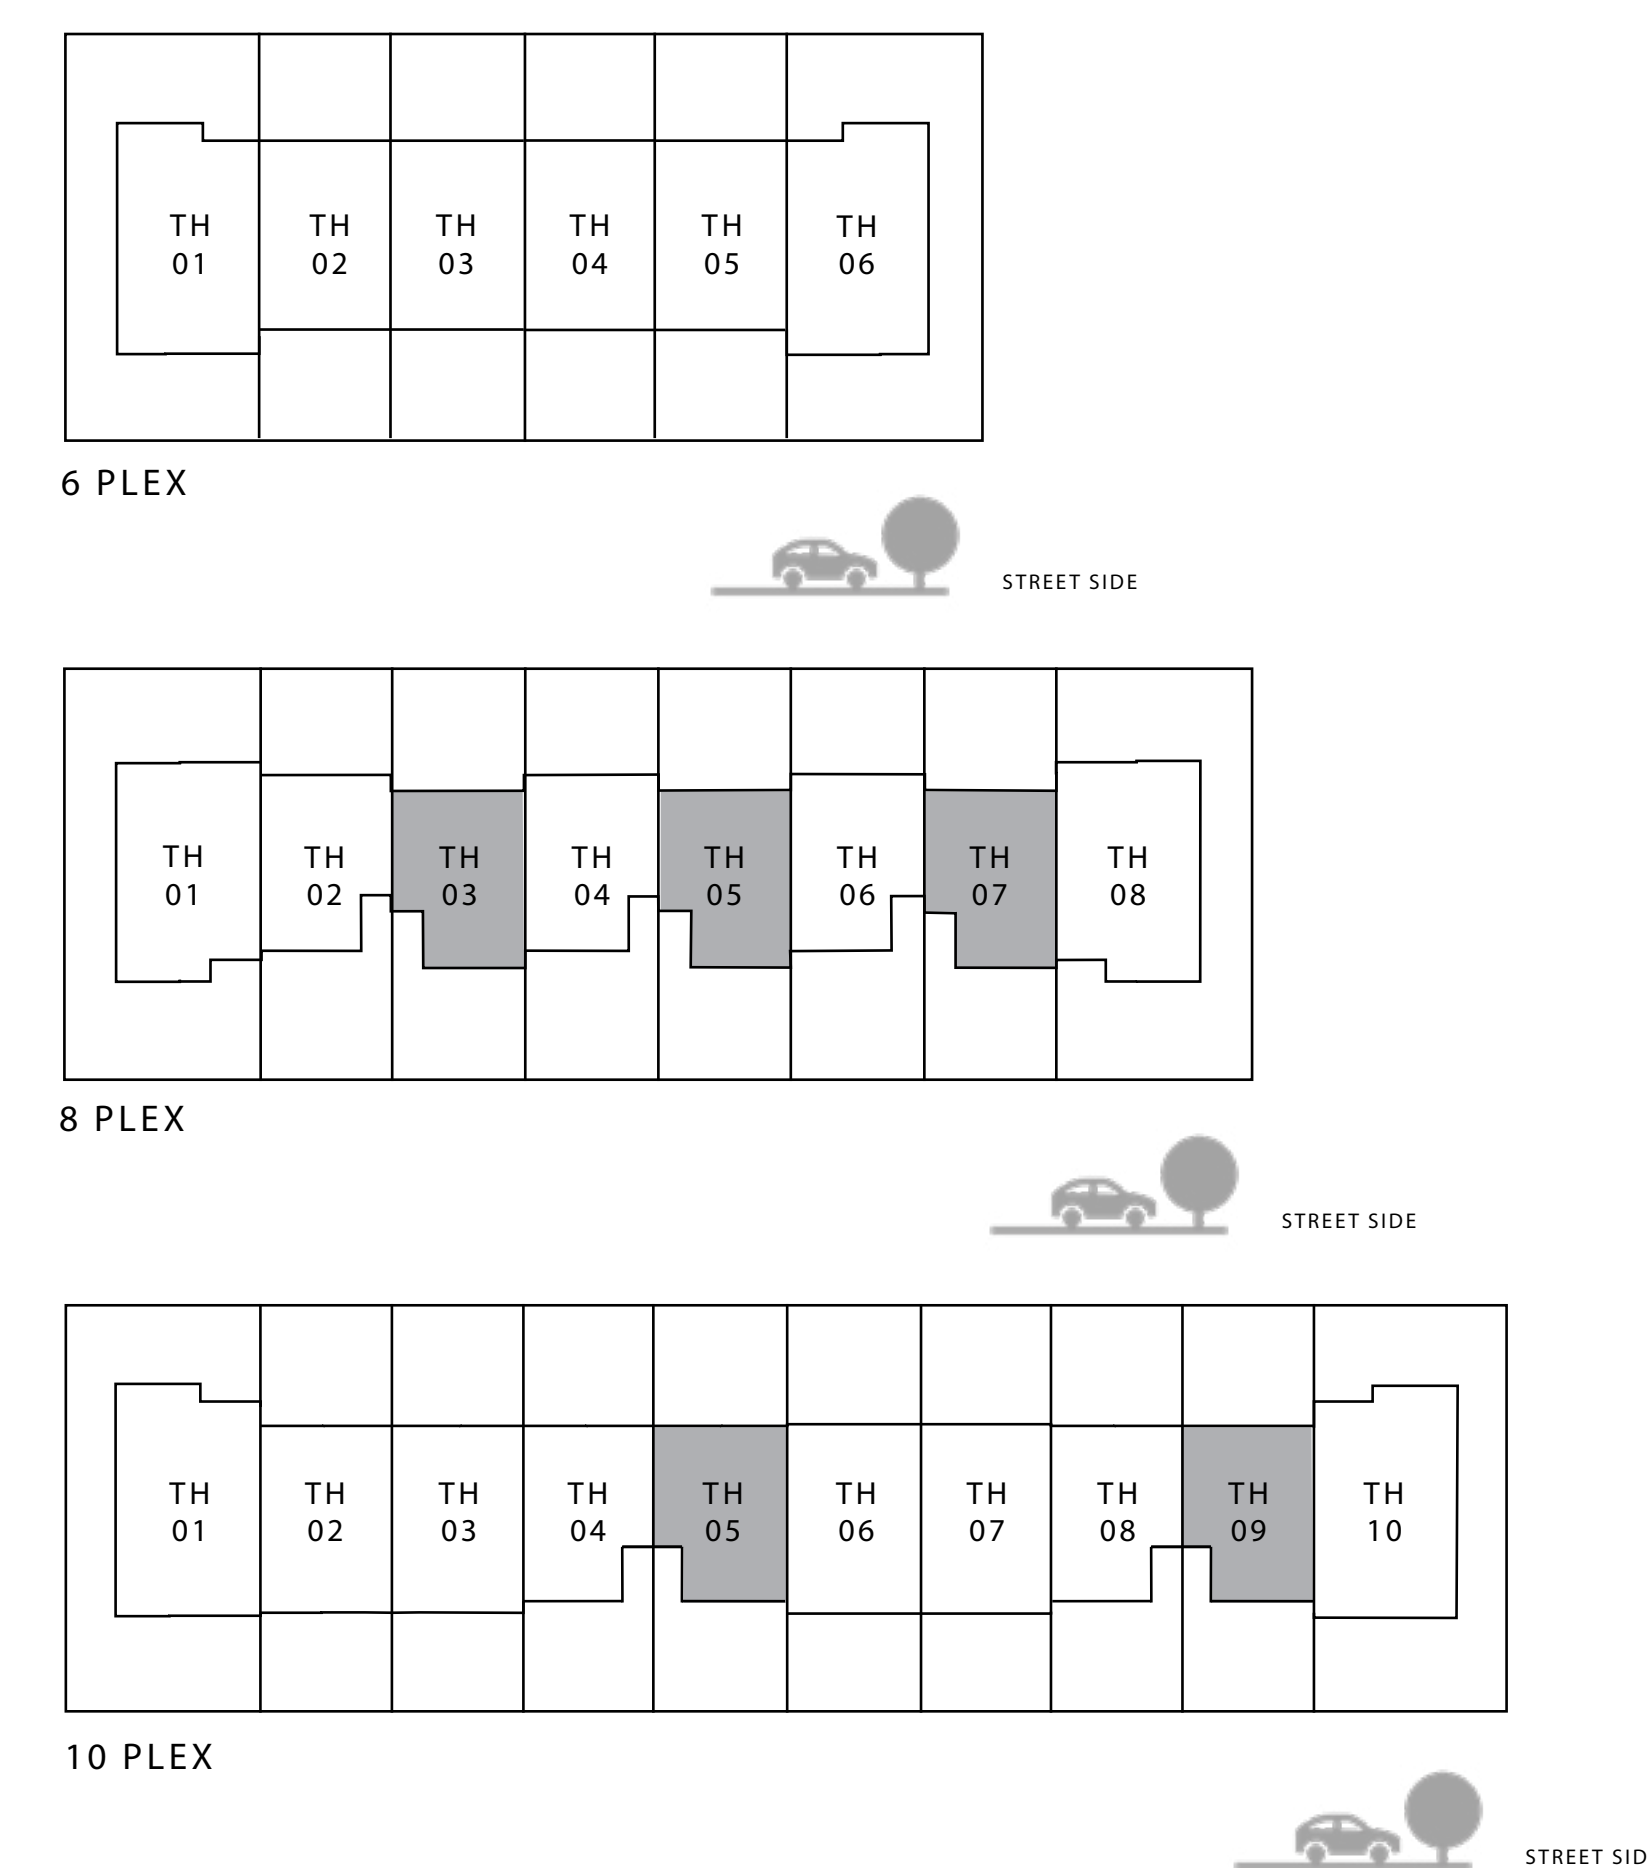 TH TH TH TH TH TH
01 02 03 04 05 06
6 PLEX
STREET SIDE
TH TH TH TH TH TH TH TH
01 02 03 04 05 06 07 08
8 PLEX
STREET SIDE
TH TH TH TH TH TH TH TH TH TH
01 02 03 04 05 06 07 08 09 10
10 PLEX
STREET SID